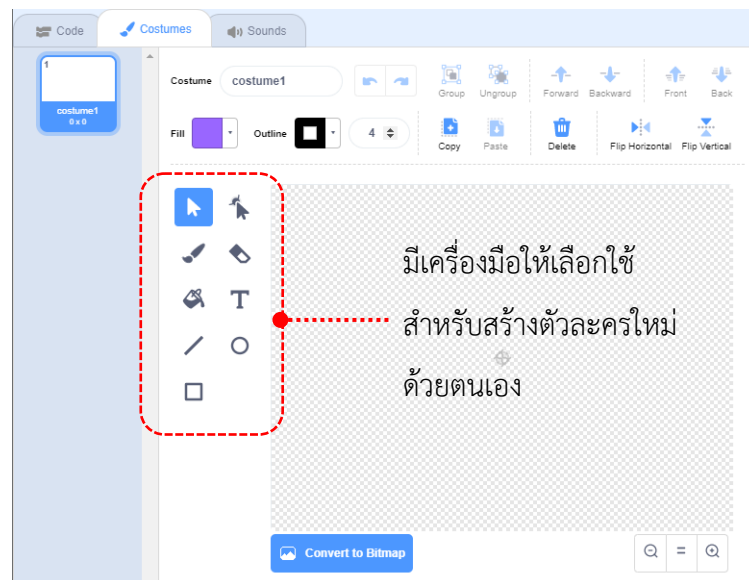 Code
Costumes
Sounds
1
costume1
0 x 0
Costume
costume1
Group
Ungroup
Forward
Backward
Front
Back
Fill
Outline
4
Copy
Paste
Delete
Flip Horizontal
Flip Vertical
T
มีเครื่องมือให้เลือกใช้
สำหรับสร้างตัวละครใหม่
ด้วยตนเอง
Convert to Bitmap
=